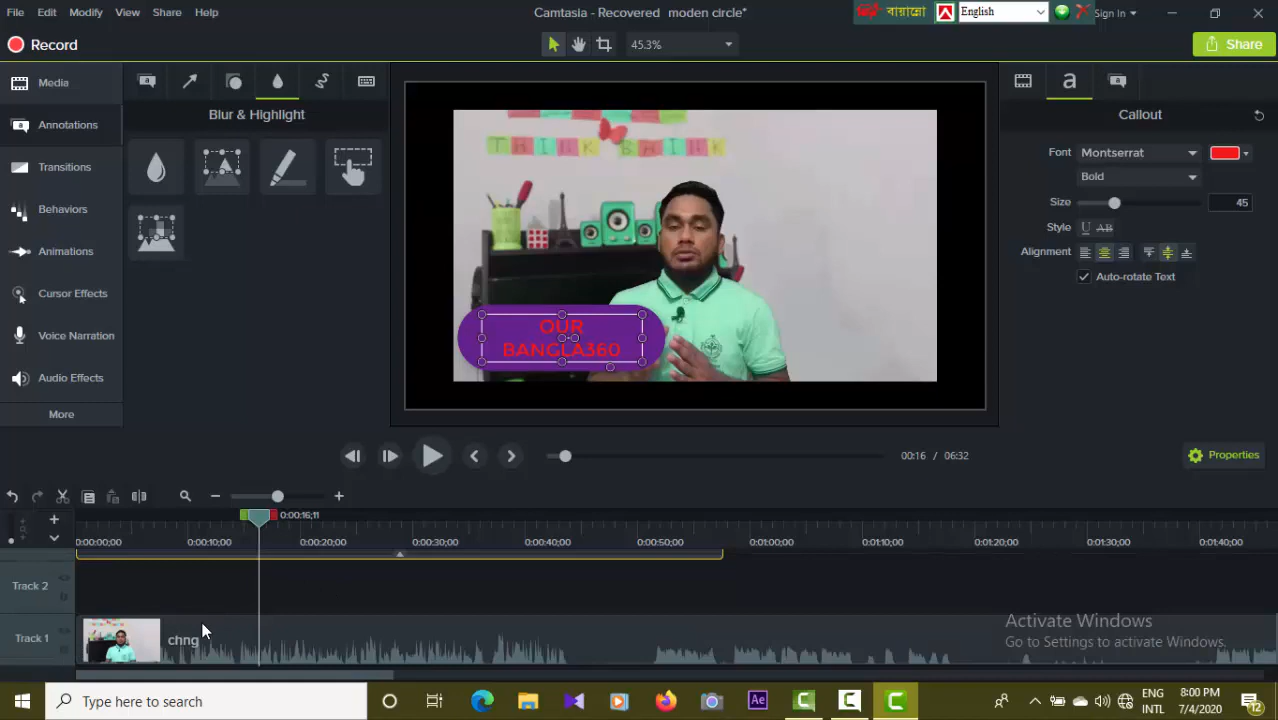 File Edit Modify View Share Help
Camtasia - Recovered moden circle*
বায়ান্নো
English
Sign In
Record
45.3%
Share
Media
Annotations
Transitions
Behaviors
Animations
Cursor Effects
Voice Narration
Audio Effects
More
Blur & Highlight
THINK BHINK
OUR
BANGLA360
a
Callout
Font Montserrat
Bold
Size 45
Style U AB
Alignment
Auto-rotate Text
00:16 / 06:32
Properties
0:00:16;11
0:00:00;00 0:00:10;00 0:00:20;00 0:00:30;00 0:00:40;00 0:00:50;00 0:01:00;00 0:01:10;00 0:01:20;00 0:01:30;00 0:01:40;00
Track 2
Track 1
chng
Activate Windows
Go to Settings to activate Windows.
Type here to search
Ae
ENG
INTL
8:00 PM
7/4/2020
12